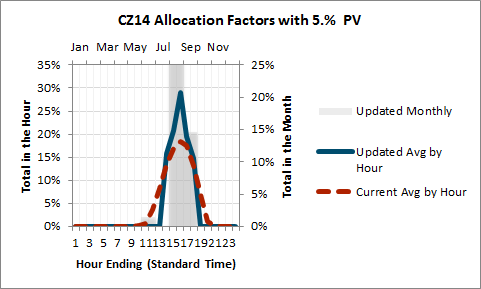 CZ14 Allocation Factors with 5.% PV
Jan Mar May Jul Sep Nov
35% 25%
30%
20%
25%
20% 15%
15%
10%
10%
5%
5%
0% 0%
Total in the Hour
Total in the Month
1 3 5 7 9 11 13 15 17 19 21 23
Hour Ending (Standard Time)
Updated Monthly
Updated Avg by
Hour
Current Avg by Hour